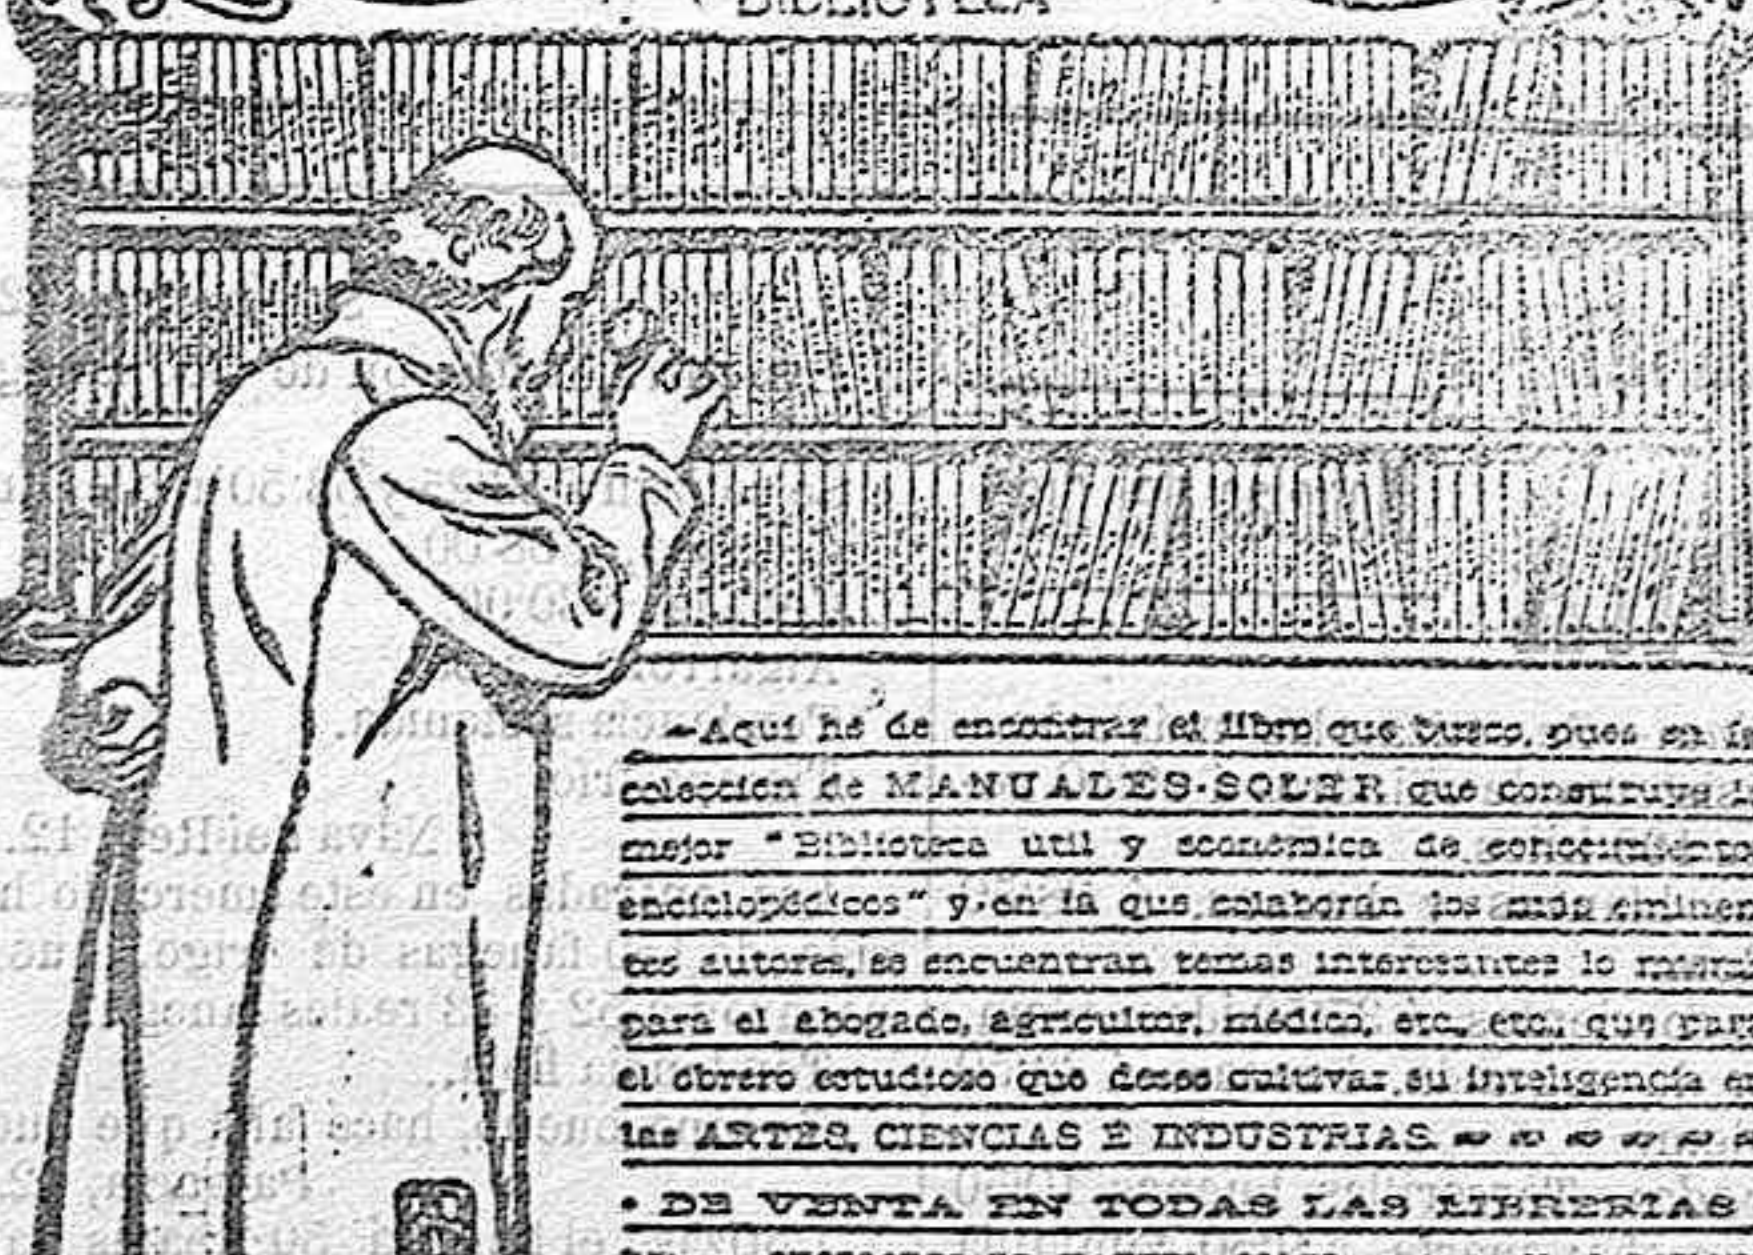 BIBLIOTECA
—Aquí he de encontrar el libro que busco, pues en la
colección de MANUALES-SOLER que constituye la
mejor "Biblioteca util y económica de conocimientos
enciclopédicos" y en la que colaboran los más eminen
tes autores, se encuentran temas interesantes lo
para el abogado, agricultor, médico, etc., etc., que para
el obrero estudioso que desee cultivar su inteligencia en
las ARTES, CIENCIAS E INDUSTRIAS.
• DE VENTA EN TODAS LAS LIBRERIAS